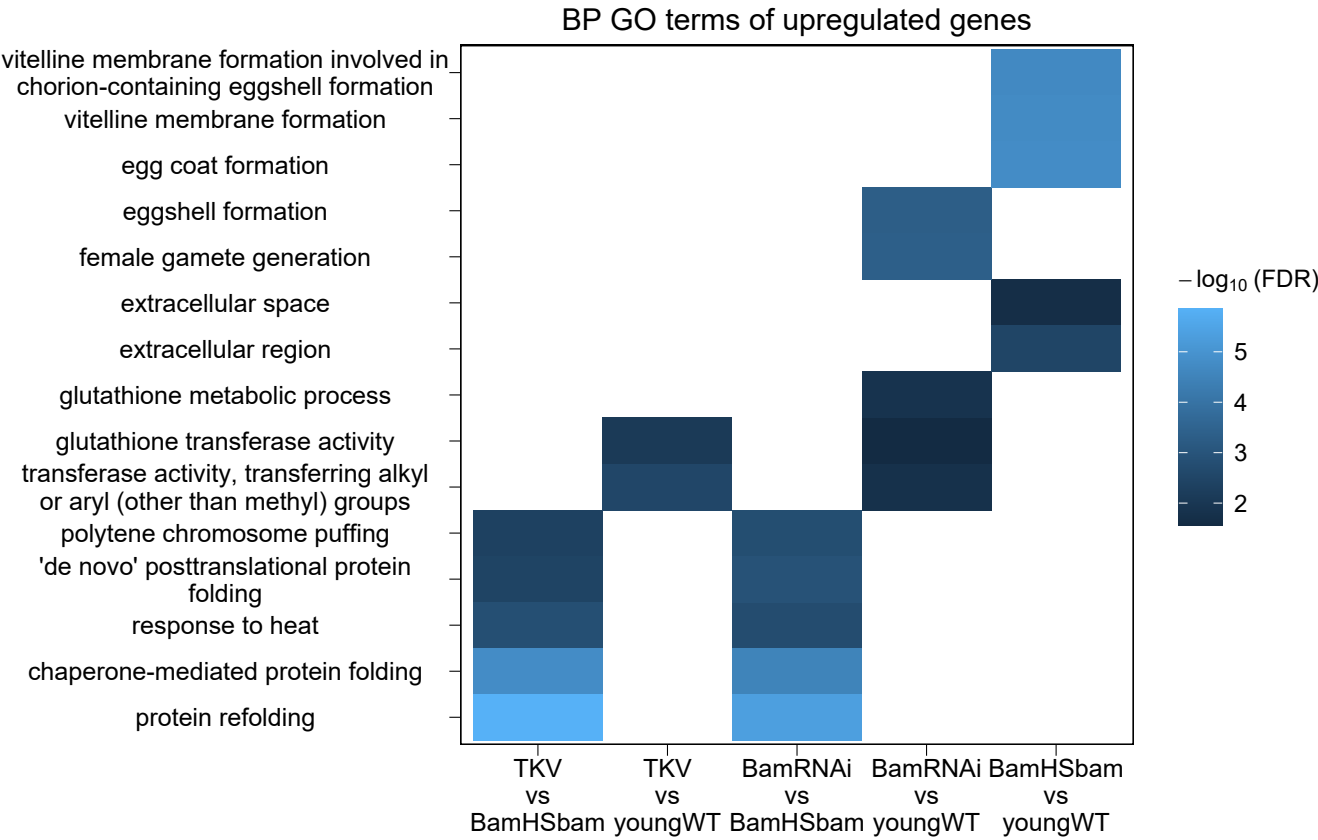 BP GO terms of upregulated genes
vitelline membrane formation involved in
chorion-containing eggshell formation
vitelline membrane formation
egg coat formation
eggshell formation
female gamete generation
extracellular space
extracellular region
glutathione metabolic process
glutathione transferase activity
transferase activity, transferring alkyl
or aryl (other than methyl) groups
polytene chromosome puffing
'de novo' posttranslational protein
folding
response to heat
chaperone-mediated protein folding
protein refolding
TKV
vs
BamHSbam
TKV
vs
youngWT
BamRNAi
vs
BamHSbam
BamRNAi
vs
youngWT
BamHSbam
vs
youngWT
−log₁₀ (FDR)
5
4
3
2